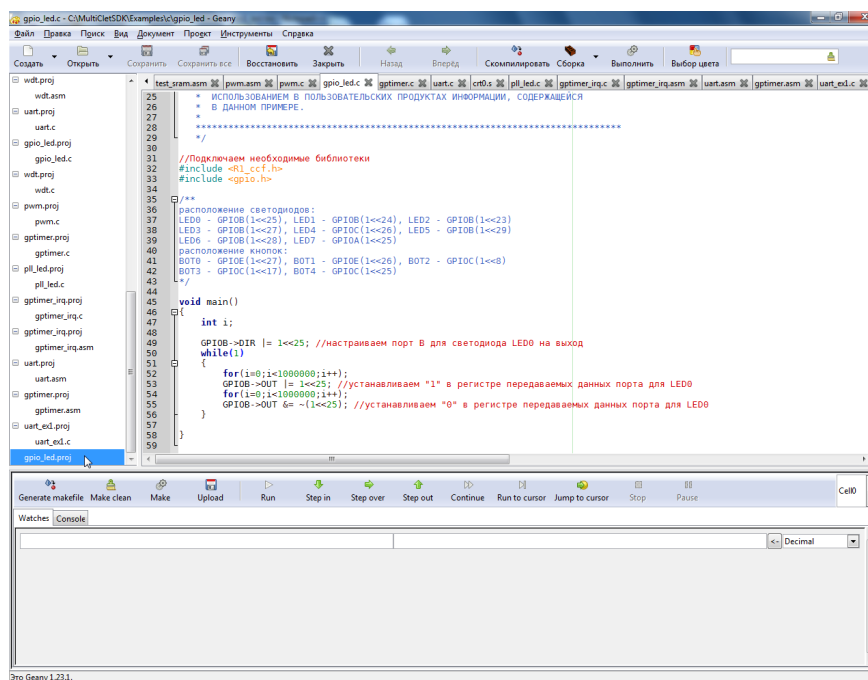 gpio_led.c - C:\MultiCletSDK\Examples\c\gpio_led - Geany
Файл Правка Поиск Вид Документ Проект Инструменты Справка
Создать Открыть Сохранить Сохранить все Восстановить Закрыть Назад Вперёд Скомпилировать Сборка Выполнить Выбор цвета
test_sram.asm pwm.asm pwm.c gpio_led.c gptimer.c uart.c crt0.s pll_led.c gptimer_irq.c gptimer_irq.asm uart.asm gptimer.asm uart_ex1.c
wdt.proj
wdt.asm
uart.proj
uart.c
gpio_led.proj
gpio_led.c
wdt.proj
wdt.c
pwm.proj
pwm.c
gptimer.proj
gptimer.c
pll_led.proj
pll_led.c
gptimer_irq.proj
gptimer_irq.c
gptimer_irq.proj
gptimer_irq.asm
uart.proj
uart.asm
gptimer.proj
gptimer.asm
uart_ex1.proj
uart_ex1.c
gpio_led.proj
25 * ИСПОЛЬЗОВАНИЕМ В ПОЛЬЗОВАТЕЛЬСКИХ ПРОДУКТАХ ИНФОРМАЦИИ, СОДЕРЖАЩЕЙСЯ
26 * В ДАННОМ ПРИМЕРЕ.
27 *
28 ******************************************************************************
29 */
30
31 //Подключаем необходимые библиотеки
32 #include <R1_ccf.h>
33 #include <gpio.h>
34
35 /**
36 расположение светодиодов:
37 LED0 - GPIOB(1<<25), LED1 - GPIOB(1<<24), LED2 - GPIOB(1<<23)
38 LED3 - GPIOB(1<<27), LED4 - GPIOC(1<<26), LED5 - GPIOB(1<<29)
39 LED6 - GPIOB(1<<28), LED7 - GPIOA(1<<25)
40 расположение кнопок:
41 BOT0 - GPIOE(1<<27), BOT1 - GPIOE(1<<26), BOT2 - GPIOC(1<<8)
42 BOT3 - GPIOC(1<<17), BOT4 - GPIOC(1<<25)
43 */
44
45 void main()
46 {
47 int i;
48
49 GPIOB->DIR |= 1<<25; //настраиваем порт B для светодиода LED0 на выход
50 while(1)
51 {
52 for(i=0;i<1000000;i++);
53 GPIOB->OUT |= 1<<25; //устанавливаем "1" в регистре передаваемых данных порта для LED0
54 for(i=0;i<1000000;i++);
55 GPIOB->OUT &= ~(1<<25); //устанавливаем "0" в регистре передаваемых данных порта для LED0
56 }
57
58 }
59
Generate makefile Make clean Make Upload Run Step in Step over Step out Continue Run to cursor Jump to cursor Stop Pause Cell0
Watches Console
<- Decimal
Это Geany 1.23.1.